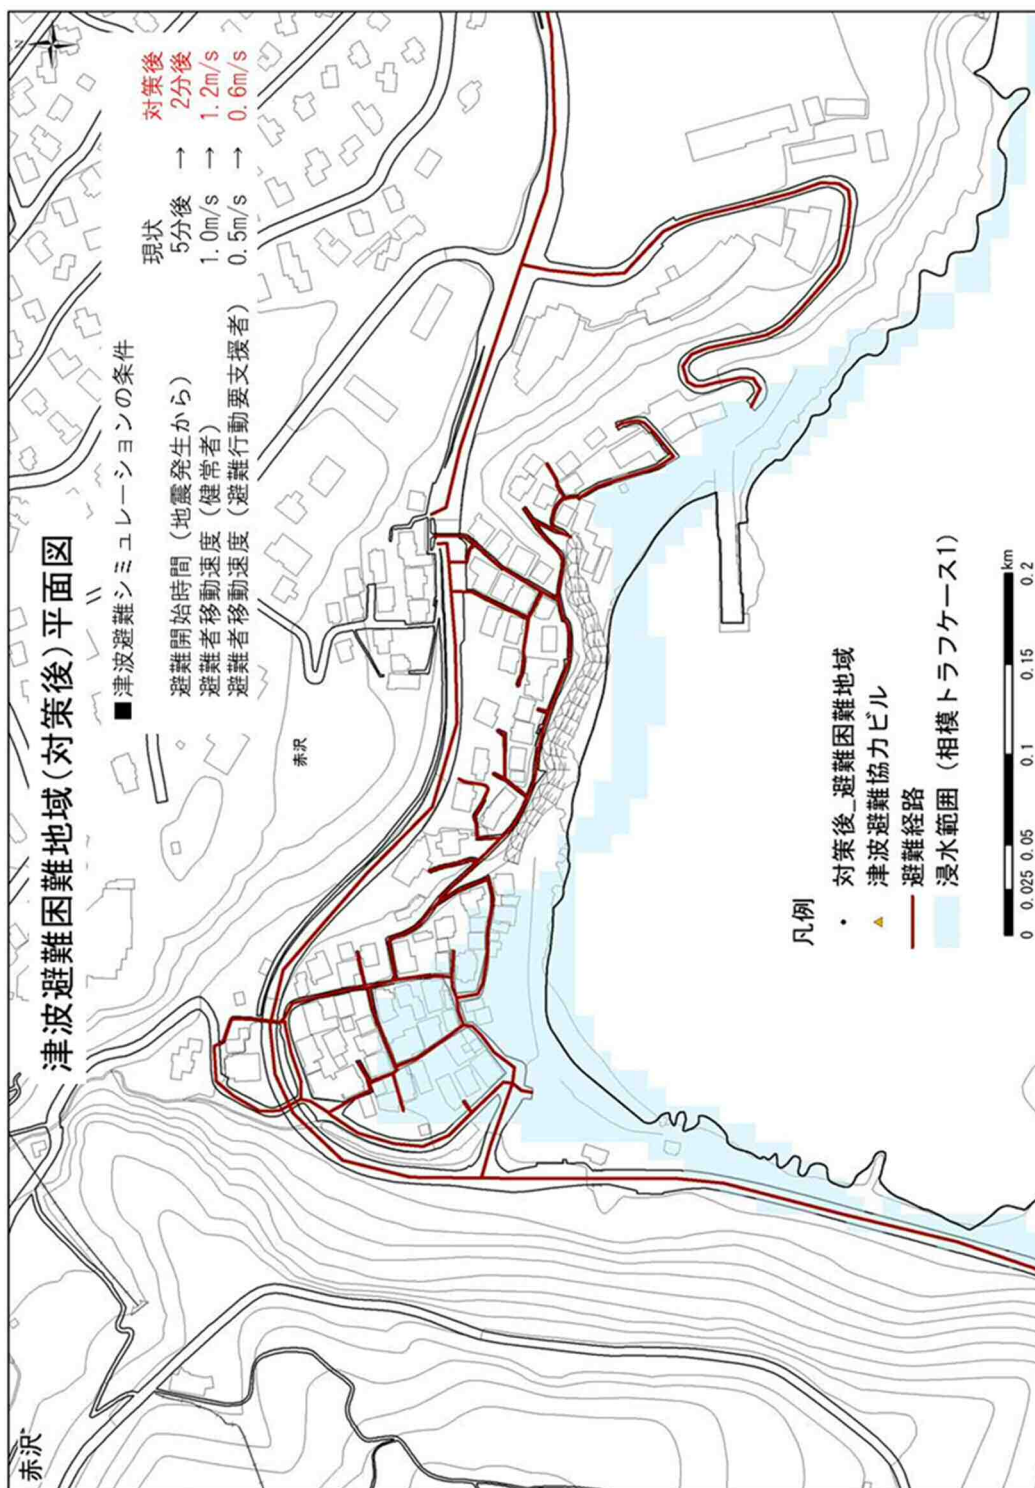 赤沢
津波避難困難地域(対策後)平面図
N
■津波避難シミュレーションの条件
現状 対策後
避難開始時間(地震発生から) 5分後 → 2分後
避難者移動速度(健常者) 1.0m/s → 1.2m/s
避難者移動速度(避難行動要支援者) 0.5m/s → 0.6m/s
赤沢
凡例
対策後_避難困難地域
津波避難協力ビル
避難経路
浸水範囲(相模トラフケース1)
0 0.025 0.05 0.1 0.15 0.2
km